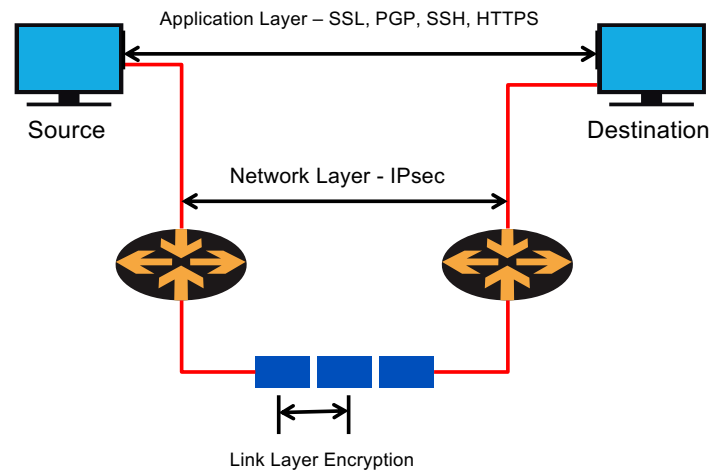 Application Layer – SSL, PGP, SSH, HTTPS
Source
Destination
Network Layer - IPsec
Link Layer Encryption